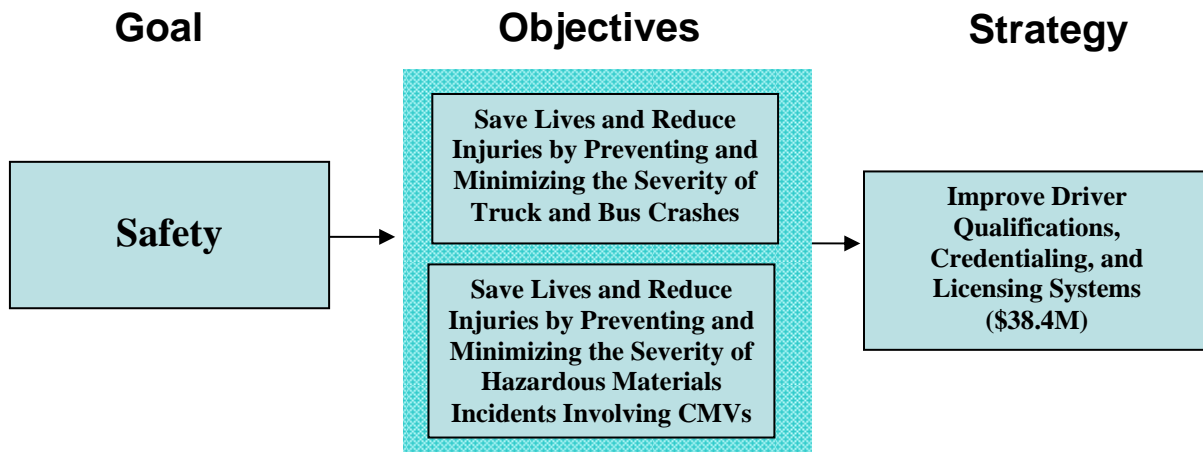 Goal
Objectives
Strategy
Safety
Save Lives and Reduce
Injuries by Preventing and
Minimizing the Severity of
Truck and Bus Crashes
Save Lives and Reduce
Injuries by Preventing and
Minimizing the Severity of
Hazardous Materials
Incidents Involving CMVs
Improve Driver
Qualifications,
Credentialing, and
Licensing Systems
($38.4M)